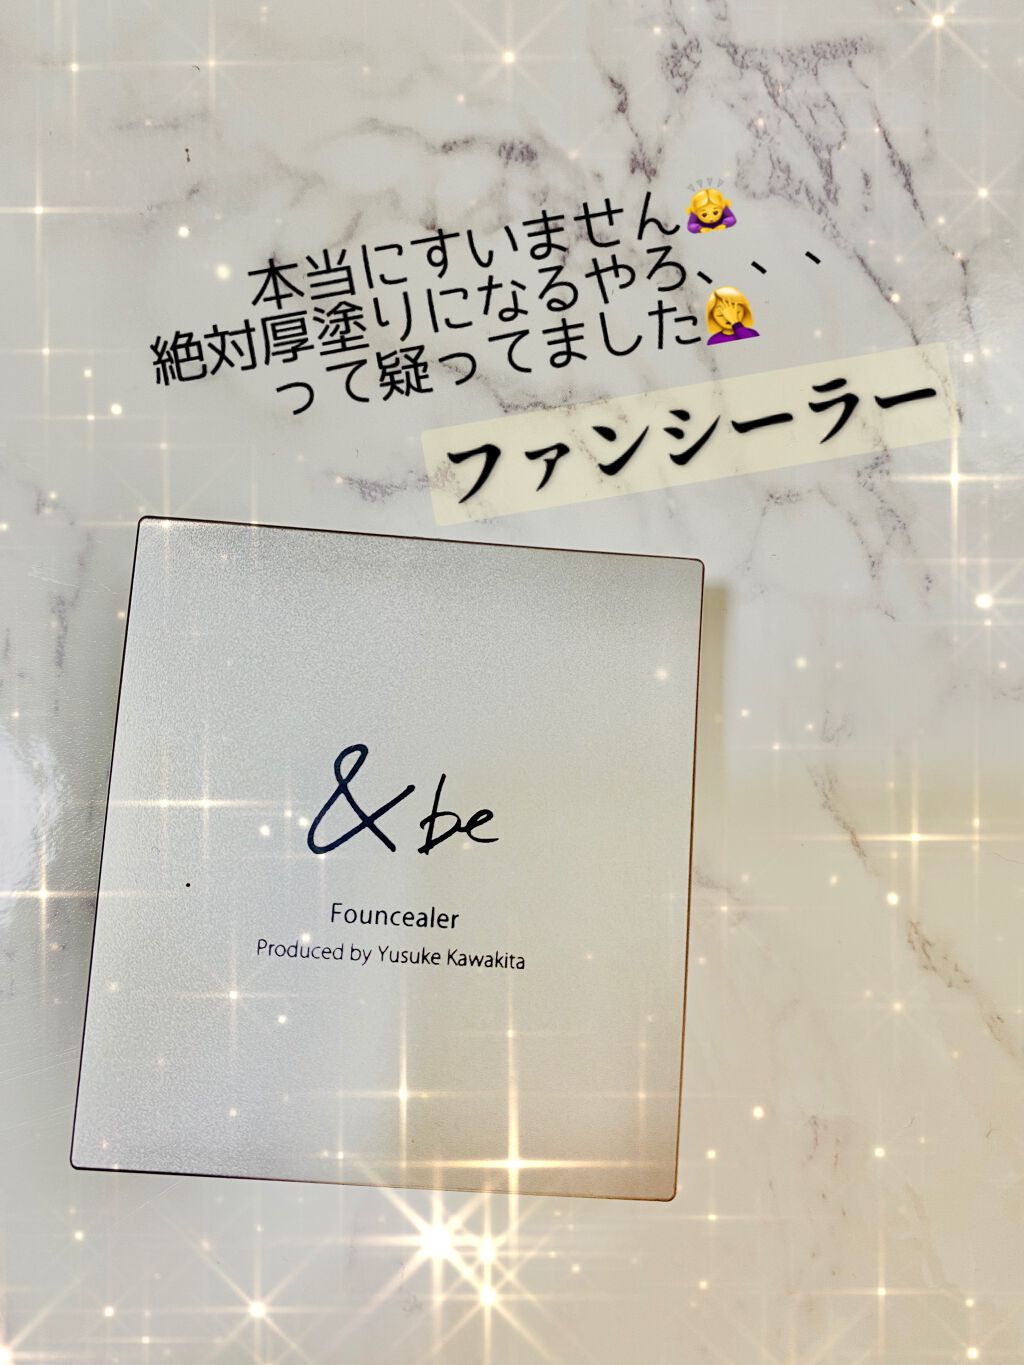 本当にすいません🙇‍♀️
絶対厚塗りになるやろ、、、
って疑ってました🤦‍♀️
ファンシーラー
&be
Founcealer
Produced by Yusuke Kawakita